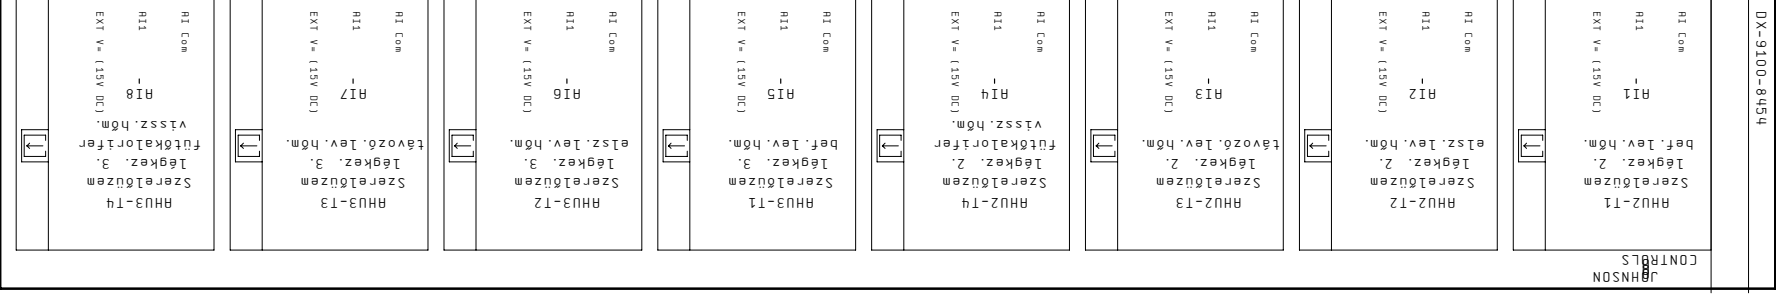 JOHNSON
CONTROLS
DX-9100-8454
AHU2-T1
Szerelőüzem
légkez. 2.
bef.lev.hőm.
AI1
-
AI Com
AI1
EXT V= (15V DC)
AHU2-T2
Szerelőüzem
légkez. 2.
elsz.lev.hőm.
AI2
-
AI Com
AI1
EXT V= (15V DC)
AHU2-T3
Szerelőüzem
légkez. 2.
távozó.lev.hőm.
AI3
-
AI Com
AI1
EXT V= (15V DC)
AHU2-T4
Szerelőüzem
légkez. 2.
fűtőkalorifer
vissz.hőm.
AI4
-
AI Com
AI1
EXT V= (15V DC)
AHU3-T1
Szerelőüzem
légkez. 3.
bef.lev.hőm.
AI5
-
AI Com
AI1
EXT V= (15V DC)
AHU3-T2
Szerelőüzem
légkez. 3.
elsz.lev.hőm.
AI6
-
AI Com
AI1
EXT V= (15V DC)
AHU3-T3
Szerelőüzem
légkez. 3.
távozó.lev.hőm.
AI7
-
AI Com
AI1
EXT V= (15V DC)
AHU3-T4
Szerelőüzem
légkez. 3.
fűtőkalorifer
vissz.hőm.
AI8
-
AI Com
AI1
EXT V= (15V DC)